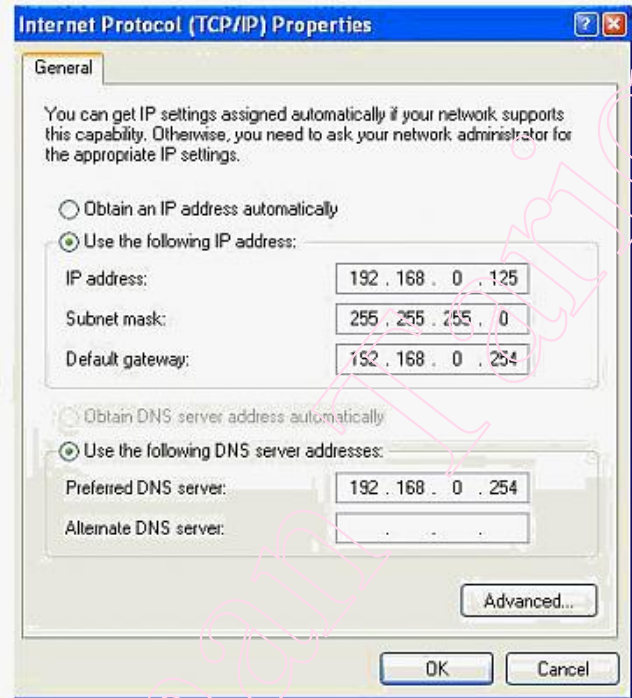 Internet Protocol (TCP/IP) Properties
General
You can get IP settings assigned automatically if your network supports
this capability. Otherwise, you need to ask your network administrator for
the appropriate IP settings.
Obtain an IP address automatically
Use the following IP address:
IP address: 192 . 168 . 0 . 125
Subnet mask: 255 . 255 . 255 . 0
Default gateway: 192 . 168 . 0 . 254
Obtain DNS server address automatically
Use the following DNS server addresses:
Preferred DNS server: 192 . 168 . 0 . 254
Alternate DNS server: . . .
Advanced...
OK Cancel